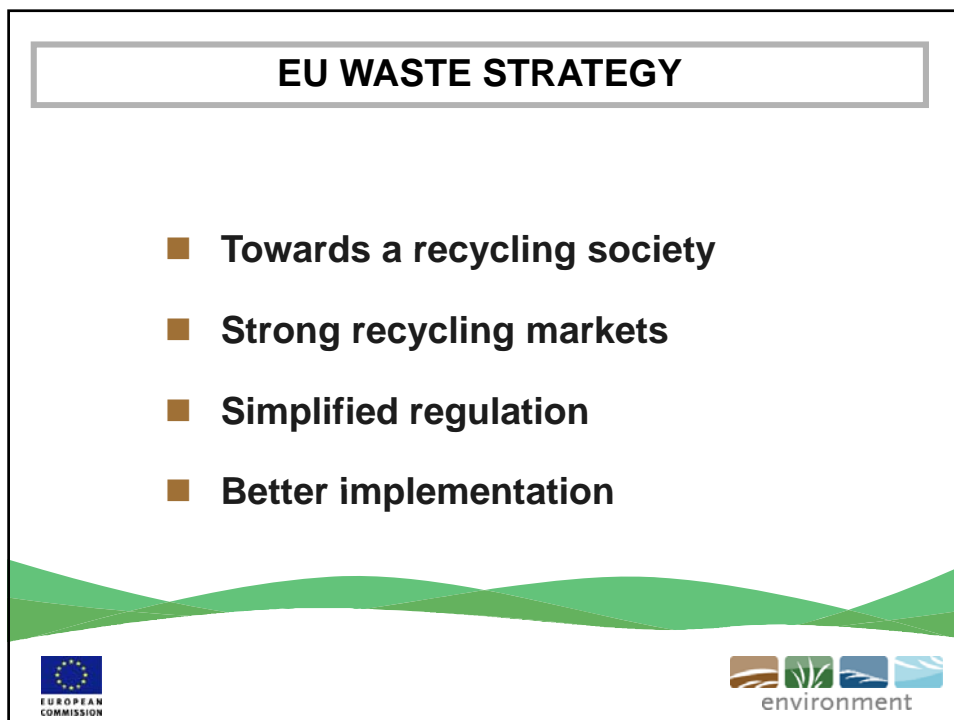 EU WASTE STRATEGY
Towards a recycling society
Strong recycling markets
Simplified regulation
Better implementation
EUROPEAN
COMMISSION
environment